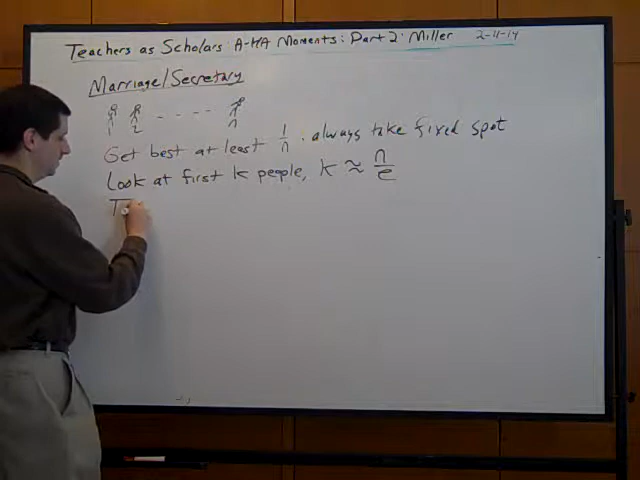 Teachers as Scholars A-HA Moments: Part 2: Miller 2-11-14
Marriage/Secretary
1 2 - - - - - n
Get best at least 1/n · always take fixed spot
Look at first k people, k ≈ n/e
T